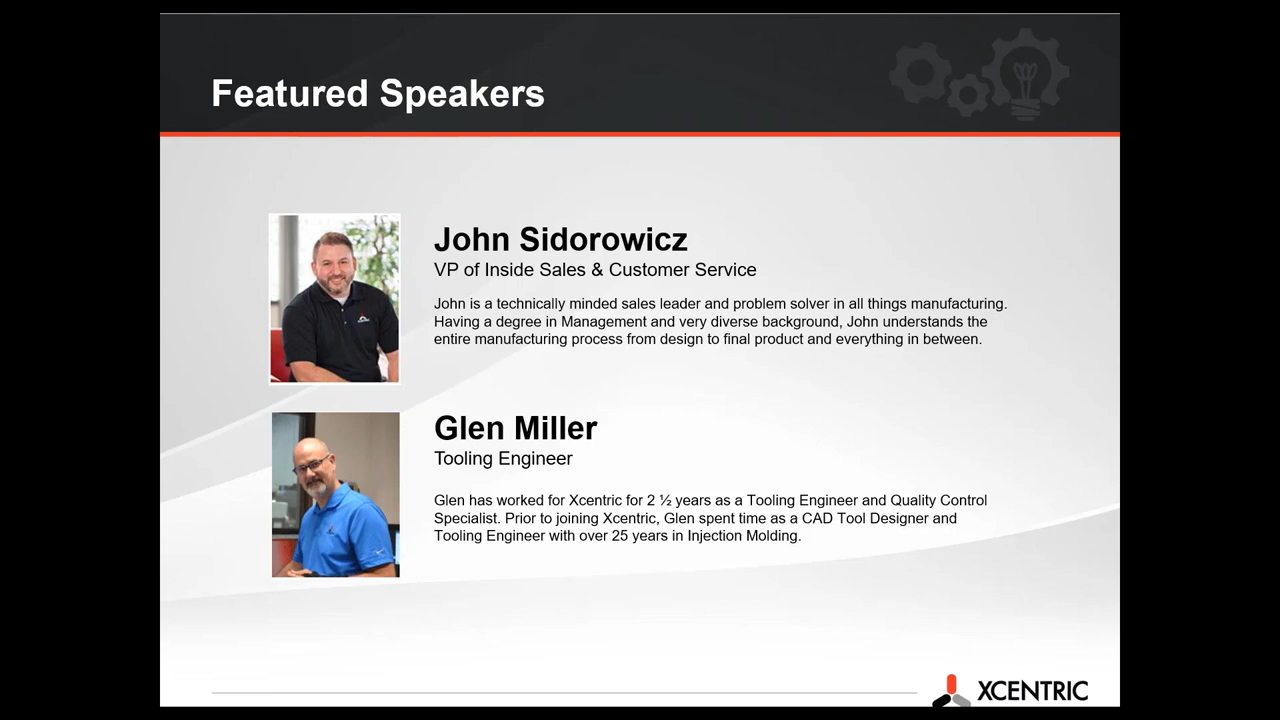 Featured Speakers
John Sidorowicz
VP of Inside Sales & Customer Service
John is a technically minded sales leader and problem solver in all things manufacturing.
Having a degree in Management and very diverse background, John understands the
entire manufacturing process from design to final product and everything in between.
Glen Miller
Tooling Engineer
Glen has worked for Xcentric for 2 ½ years as a Tooling Engineer and Quality Control
Specialist. Prior to joining Xcentric, Glen spent time as a CAD Tool Designer and
Tooling Engineer with over 25 years in Injection Molding.
XCENTRIC